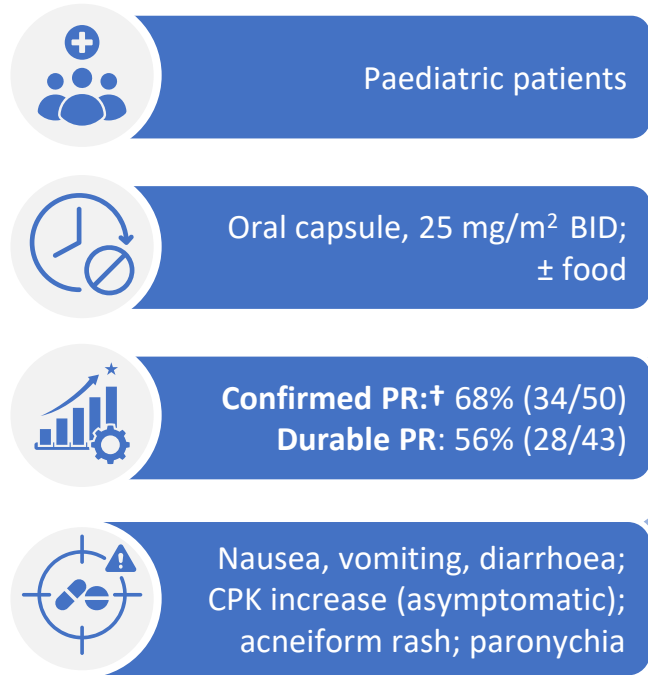 Paediatric patients
Oral capsule, 25 mg/m² BID;
± food
Confirmed PR:† 68% (34/50)
Durable PR: 56% (28/43)
Nausea, vomiting, diarrhoea;
CPK increase (asymptomatic);
acneiform rash; paronychia